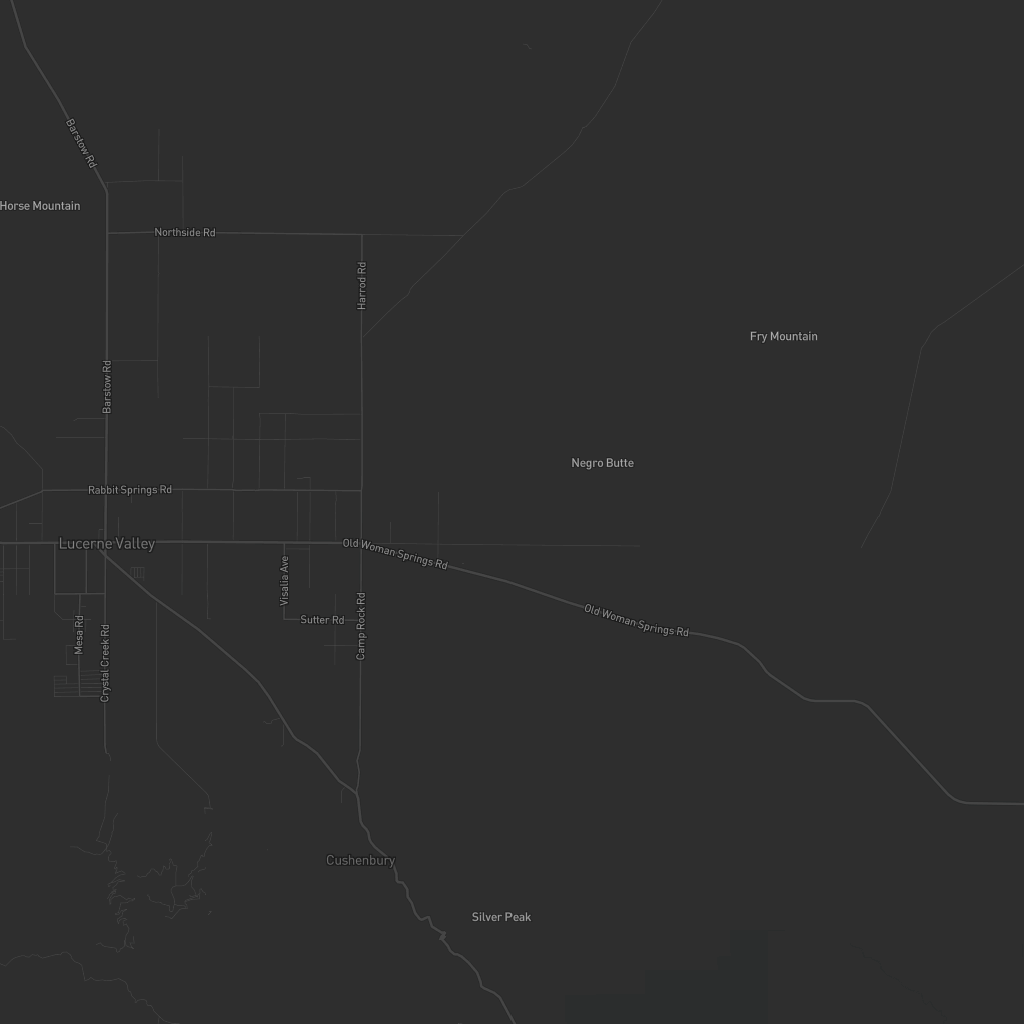 Barstow Rd
Horse Mountain
Northside Rd
Harrod Rd
Fry Mountain
Barstow Rd
Negro Butte
Rabbit Springs Rd
Lucerne Valley
Old Woman Springs Rd
Visalia Ave
Old Woman Springs Rd
Sutter Rd
Camp Rock Rd
Mesa Rd
Crystal Creek Rd
Cushenbury
Silver Peak